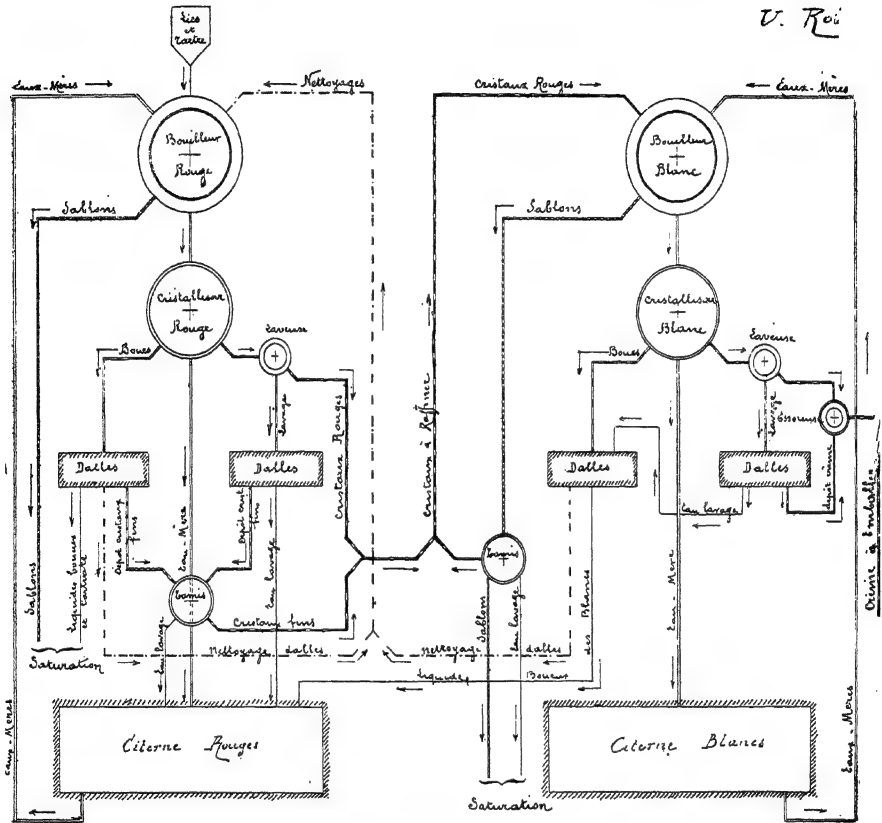 V. Roi
Lies
et
Tartre
Eaux-Mères
Nettoyages
Cristaux Rouges
Eaux-Mères
Bouilleur
Rouge
Bouilleur
Blanc
Sablons
Sablons
Cristalliseur
Rouge
Cristalliseur
Blanc
Laveuse
Laveuse
Boues
Boues
Essoreuse
Lavage
Lavage
Cristaux Rouges
Cristaux à Raffiner
Dalles
Dalles
Dalles
Dalles
Dépôt cristaux
fins
Dépôt crist
fins
Eau-Mère
Eau lavage
Eau lavage
dépôt crème
Crème à Emballer
Sablons
Liquides boueux
et tartrate
Tamis
Tamis
Cristaux fins
Eau lavage
Sablons
Eau lavage
des Blancs
Eau-Mère
Nettoyage dalles
nettoyage dalles
Saturation
Liquides Boueux
Eaux-Mères
Eaux-Mères
Citerne Rouges
Citerne Blancs
Saturation